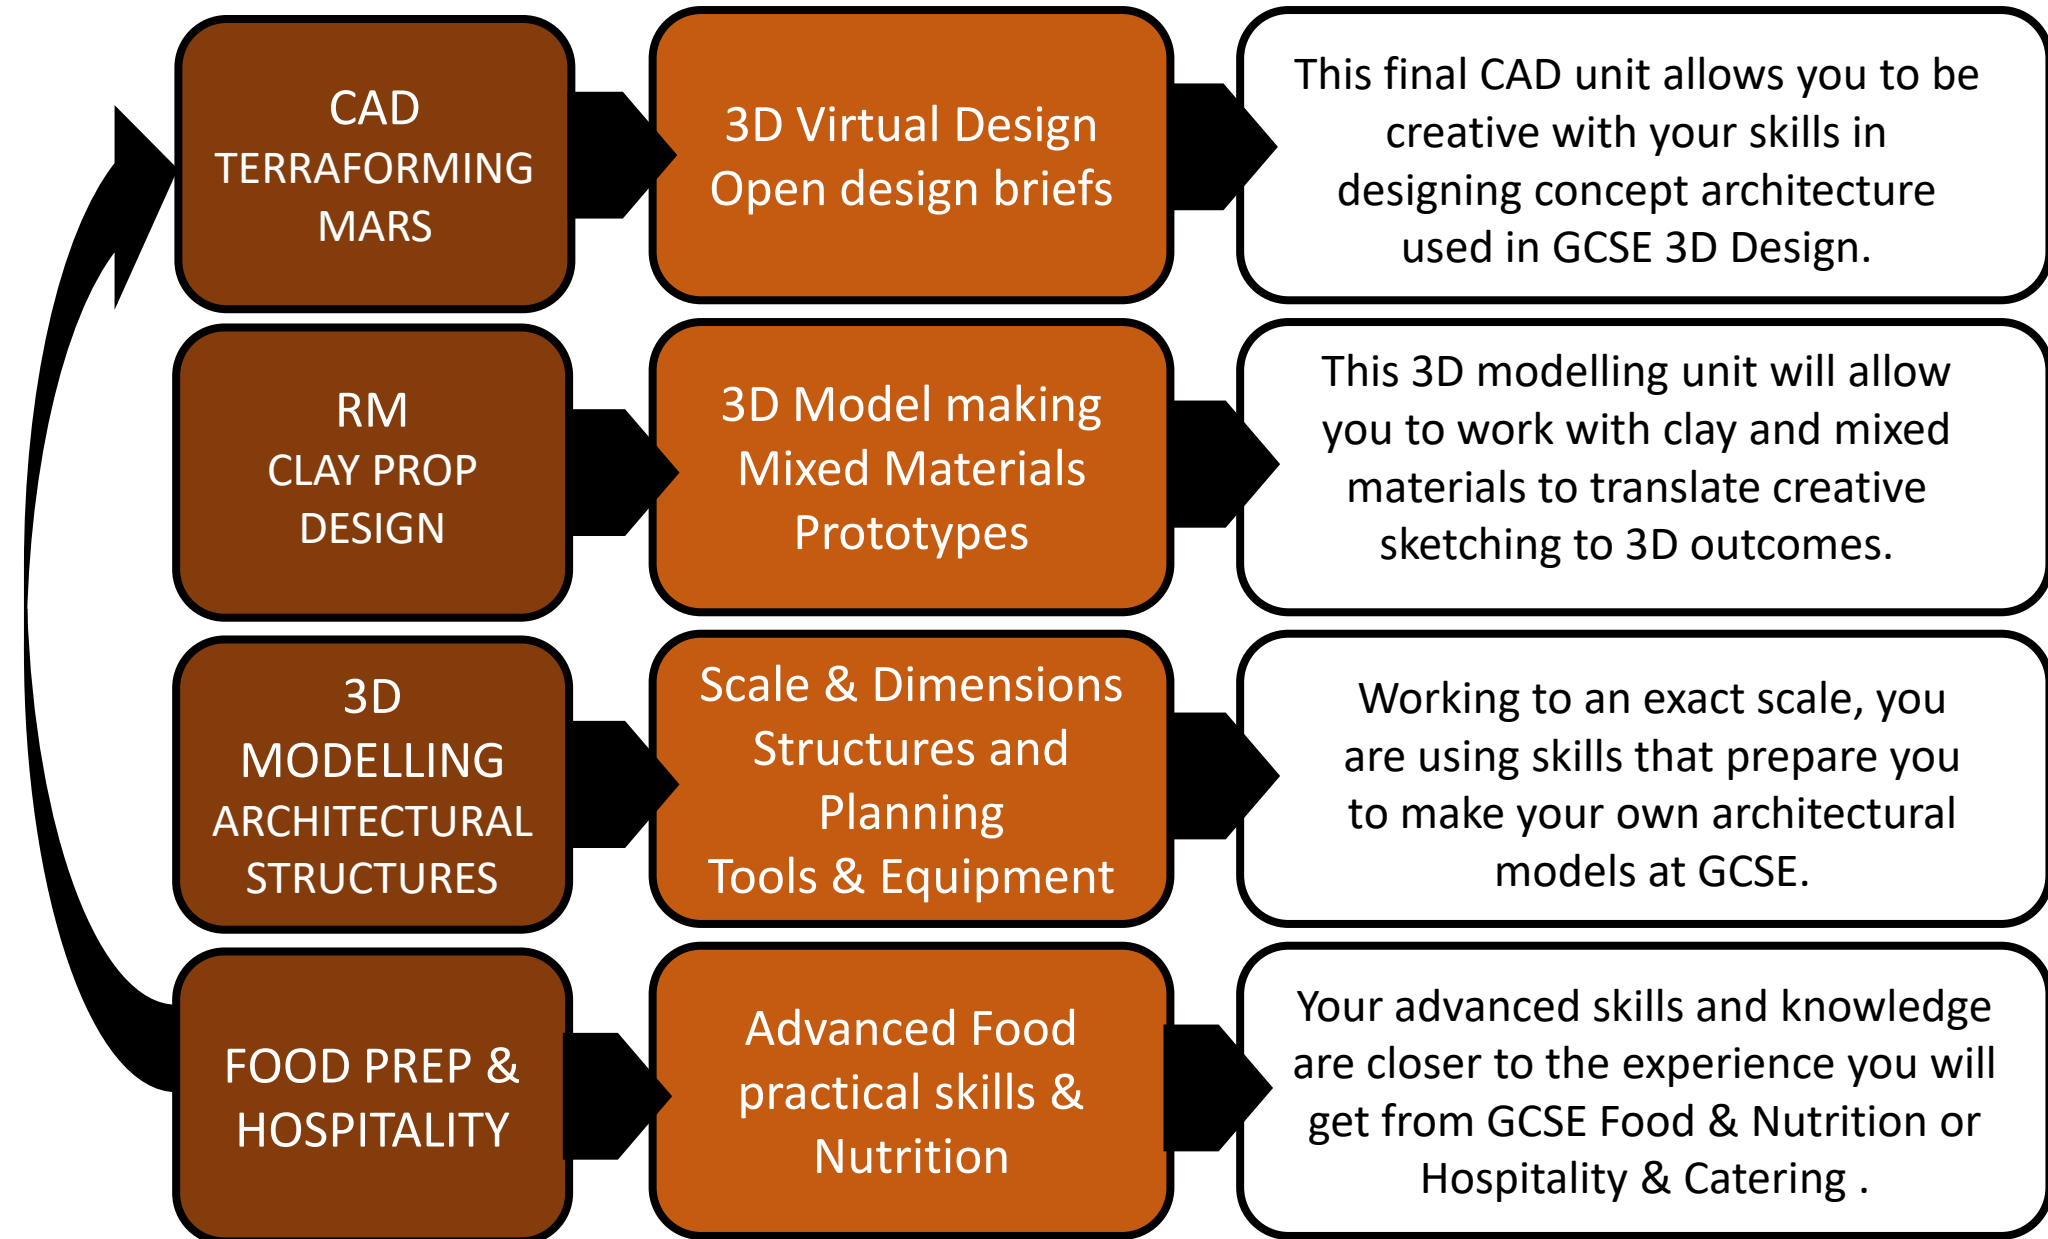 CAD
TERRAFORMING
MARS
3D Virtual Design
Open design briefs
This final CAD unit allows you to be
creative with your skills in
designing concept architecture
used in GCSE 3D Design.
RM
CLAY PROP
DESIGN
3D Model making
Mixed Materials
Prototypes
This 3D modelling unit will allow
you to work with clay and mixed
materials to translate creative
sketching to 3D outcomes.
3D
MODELLING
ARCHITECTURAL
STRUCTURES
Scale & Dimensions
Structures and
Planning
Tools & Equipment
Working to an exact scale, you
are using skills that prepare you
to make your own architectural
models at GCSE.
FOOD PREP &
HOSPITALITY
Advanced Food
practical skills &
Nutrition
Your advanced skills and knowledge
are closer to the experience you will
get from GCSE Food & Nutrition or
Hospitality & Catering .